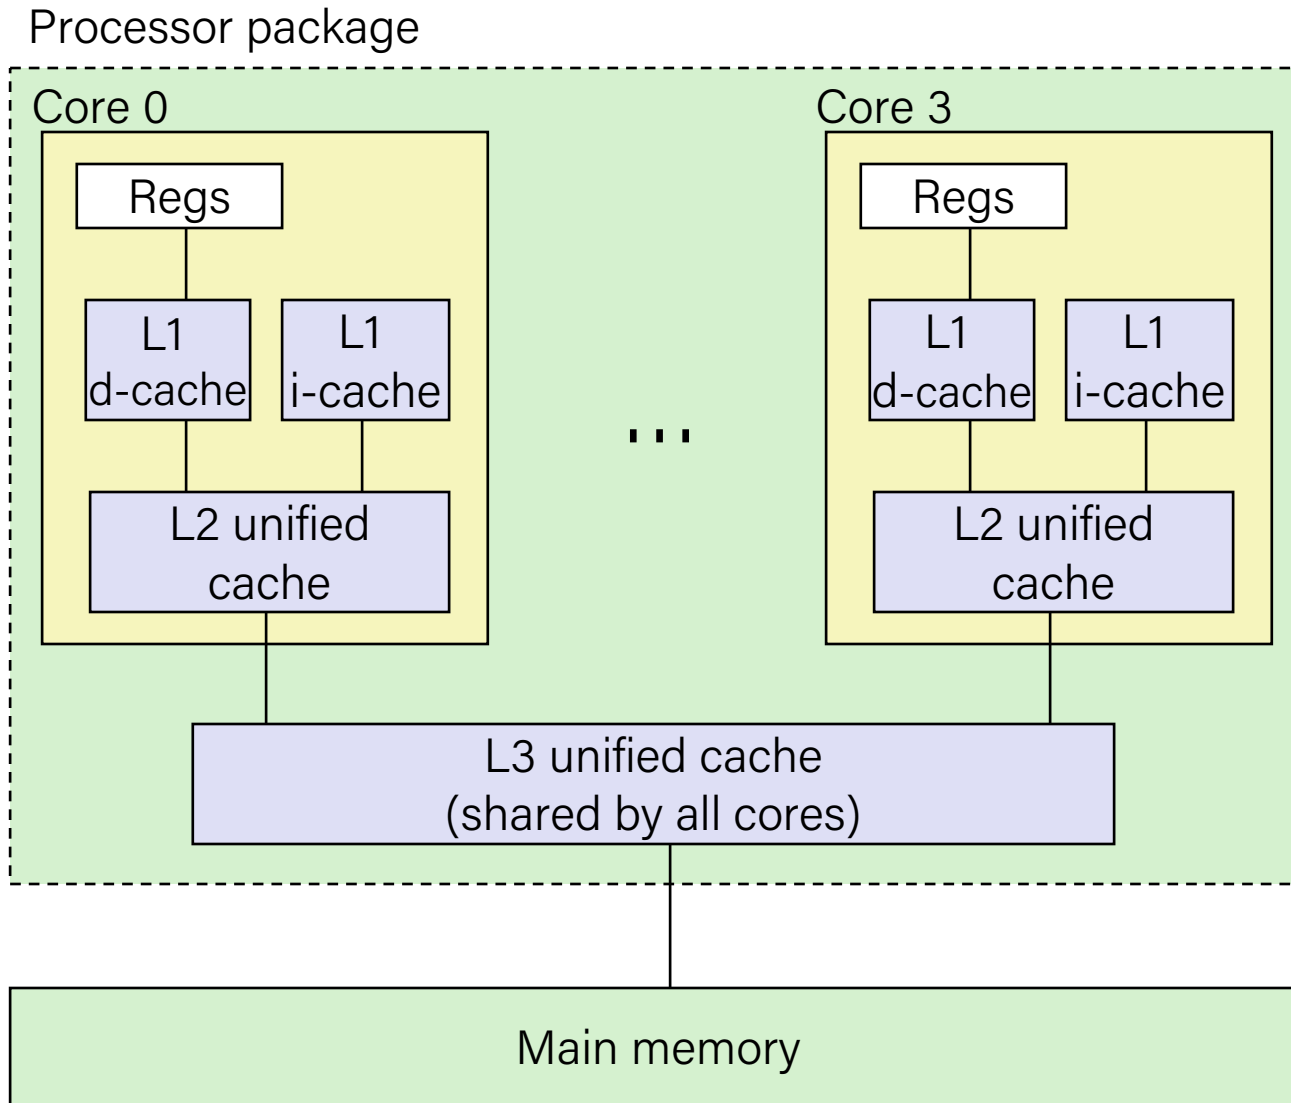 Processor package
Core 0
Regs
L1
d-cache
L1
i-cache
L2 unified
cache
...
Core 3
Regs
L1
d-cache
L1
i-cache
L2 unified
cache
L3 unified cache
(shared by all cores)
Main memory